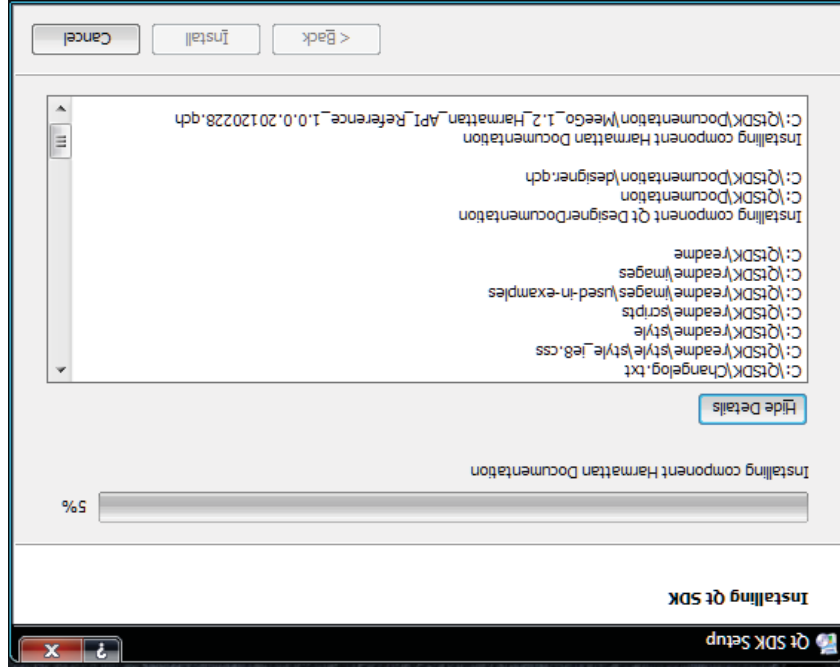 Qt SDK Setup
Installing Qt SDK
5%
Installing component Harmattan Documentation
Hide Details
C:\QtSDK\Changelog.txt
C:\QtSDK\readme\style\style_ie8.css
C:\QtSDK\readme\style
C:\QtSDK\readme\scripts
C:\QtSDK\readme\images\used-in-examples
C:\QtSDK\readme\images
C:\QtSDK\readme
Installing component Qt DesignerDocumentation
C:\QtSDK\Documentation
C:\QtSDK\Documentation\designer.qch
Installing component Harmattan Documentation
C:\QtSDK\Documentation\MeeGo_1.2_Harmattan_API_Reference_1.0.0.20120228.qch
< Back
Install
Cancel